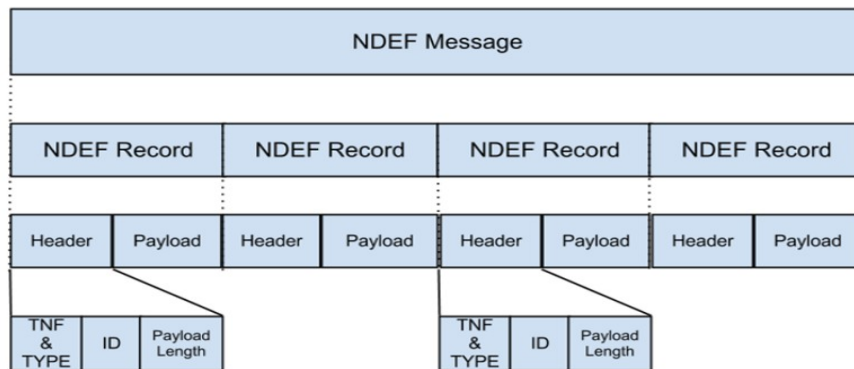 NDEF Message
NDEF Record NDEF Record NDEF Record NDEF Record
Header Payload Header Payload Header Payload Header Payload
TNF & TYPE ID Payload Length TNF & TYPE ID Payload Length